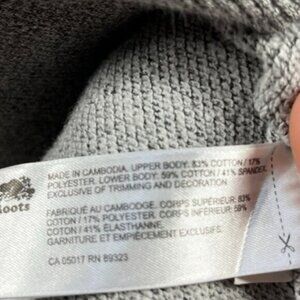 Roots
MADE IN CAMBODIA. UPPER BODY: 83% COTTON / 17%
POLYESTER. LOWER BODY: 59% COTTON / 41% SPANDEX.
EXCLUSIVE OF TRIMMING AND DECORATION.
FABRIQUÉ AU CAMBODGE. CORPS SUPÉRIEUR: 83%
COTON / 17% POLYESTER. CORPS INFÉRIEUR: 59%
COTON / 41% ÉLASTHANNE.
GARNITURE ET EMPIÈCEMENT EXCLUS.
CA 05017 RN 89323